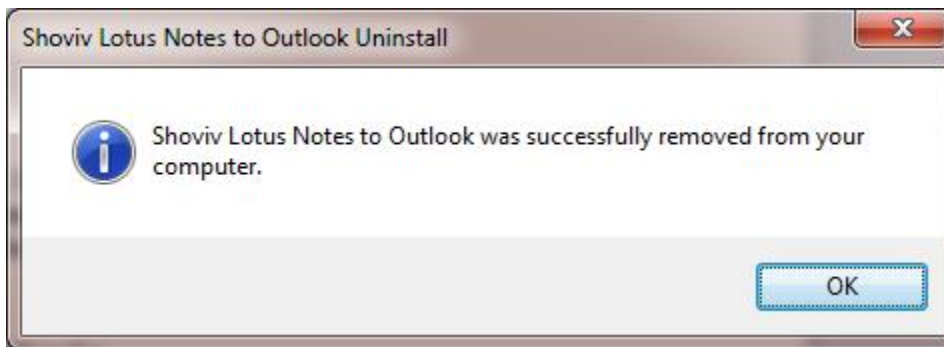 Shoviv Lotus Notes to Outlook Uninstall
Shoviv Lotus Notes to Outlook was successfully removed from your
computer.
OK